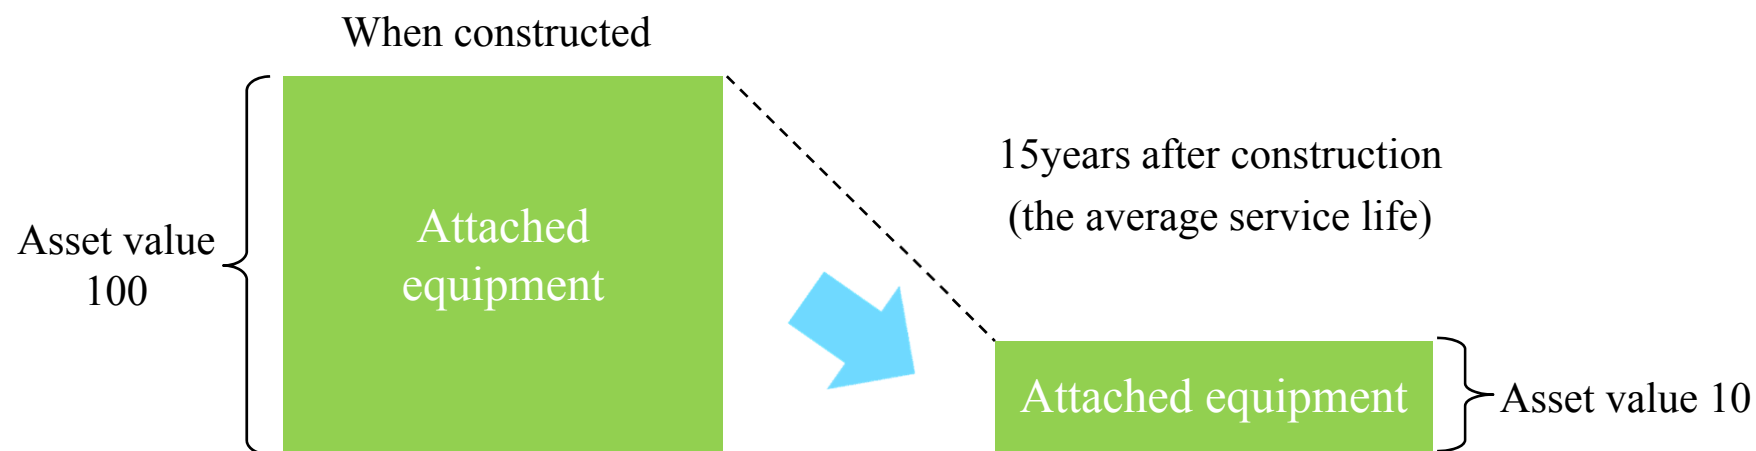 When constructed
Asset value
100
Attached
equipment
15years after construction
(the average service life)
Attached equipment
Asset value 10